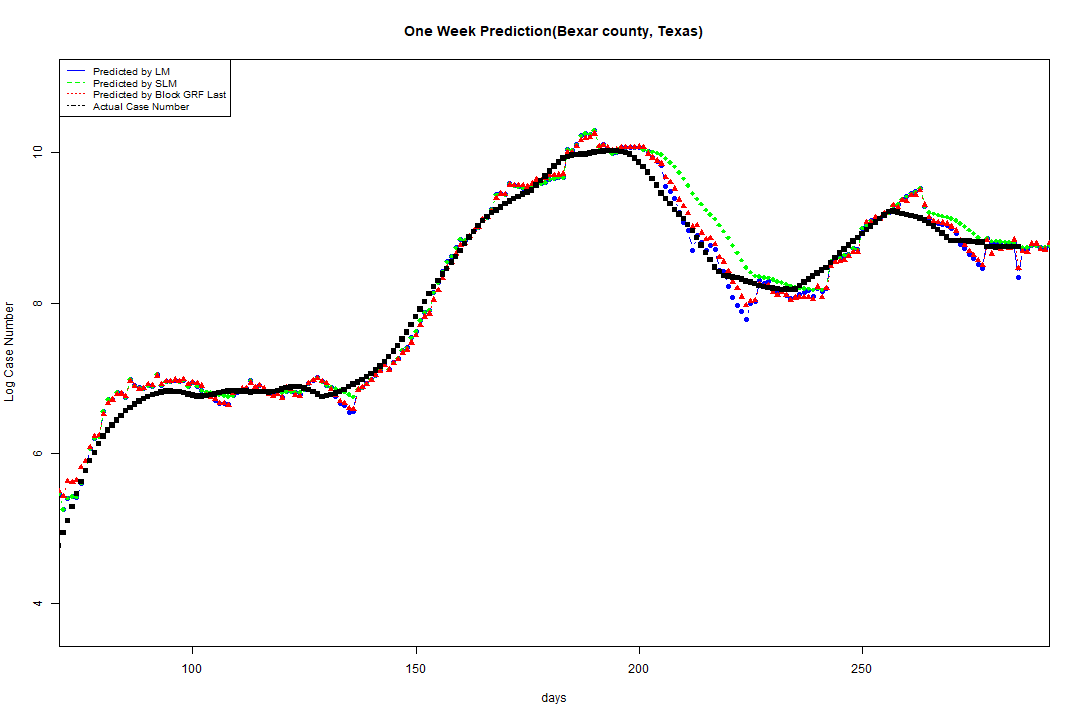 One Week Prediction(Bexar county, Texas)
Predicted by LM
Predicted by SLM
Predicted by Block GRF Last
Actual Case Number
10
8
6
4
Log Case Number
100
150
200
250
days